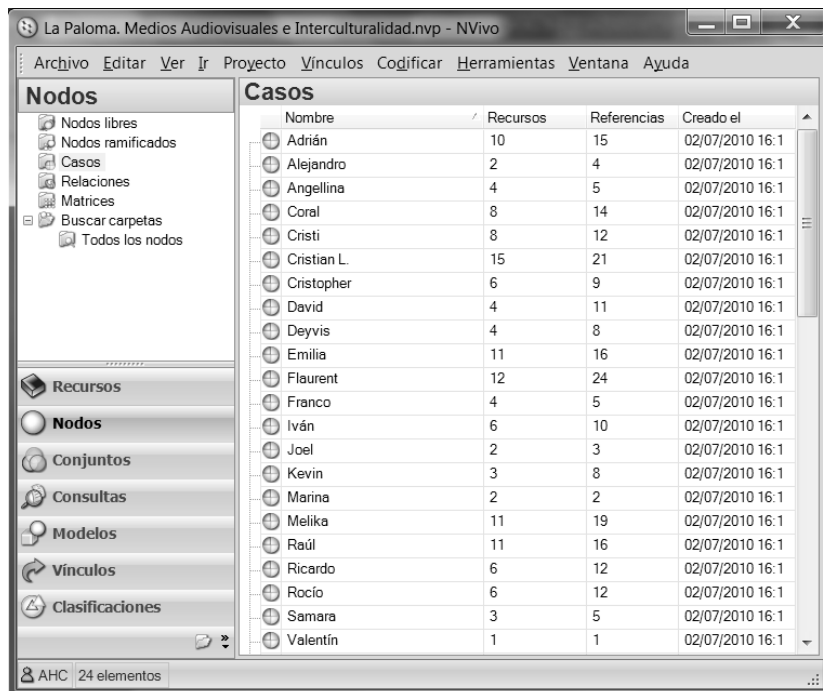 La Paloma. Medios Audiovisuales e Interculturalidad.nvp - NVivo
Archivo Editar Ver Ir Proyecto Vínculos Codificar Herramientas Ventana Ayuda
Nodos
Nodos libres
Nodos ramificados
Casos
Relaciones
Matrices
Buscar carpetas
Todos los nodos
Recursos
Nodos
Conjuntos
Consultas
Modelos
Vínculos
Clasificaciones
Casos
Nombre Recursos Referencias Creado el
Adrián 10 15 02/07/2010 16:1
Alejandro 2 4 02/07/2010 16:1
Angellina 4 5 02/07/2010 16:1
Coral 8 14 02/07/2010 16:1
Cristi 8 12 02/07/2010 16:1
Cristian L. 15 21 02/07/2010 16:1
Cristopher 6 9 02/07/2010 16:1
David 4 11 02/07/2010 16:1
Deyvis 4 8 02/07/2010 16:1
Emilia 11 16 02/07/2010 16:1
Flaurent 12 24 02/07/2010 16:1
Franco 4 5 02/07/2010 16:1
Iván 6 10 02/07/2010 16:1
Joel 2 3 02/07/2010 16:1
Kevin 3 8 02/07/2010 16:1
Marina 2 2 02/07/2010 16:1
Melika 11 19 02/07/2010 16:1
Raúl 11 16 02/07/2010 16:1
Ricardo 6 12 02/07/2010 16:1
Rocío 6 12 02/07/2010 16:1
Samara 3 5 02/07/2010 16:1
Valentín 1 1 02/07/2010 16:1
AHC 24 elementos